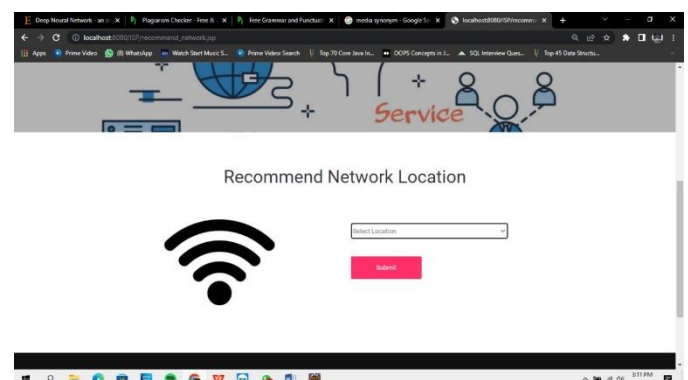 Deep Neural Network - an o
Plagiarism Checker - Free &
Free Grammar and Punctuati
media synonym - Google Se
localhost:8080/ISP/recomme
localhost:8080/ISP/recommend_network.jsp
Apps
Prime Video
(8) WhatsApp
Watch Start Music S...
Prime Video: Search
Top 70 Core Java In...
OOPS Concepts in J...
SQL Interview Ques...
Top 45 Data Structu...
Service
Recommend Network Location
Select Location
Submit
3:11 PM